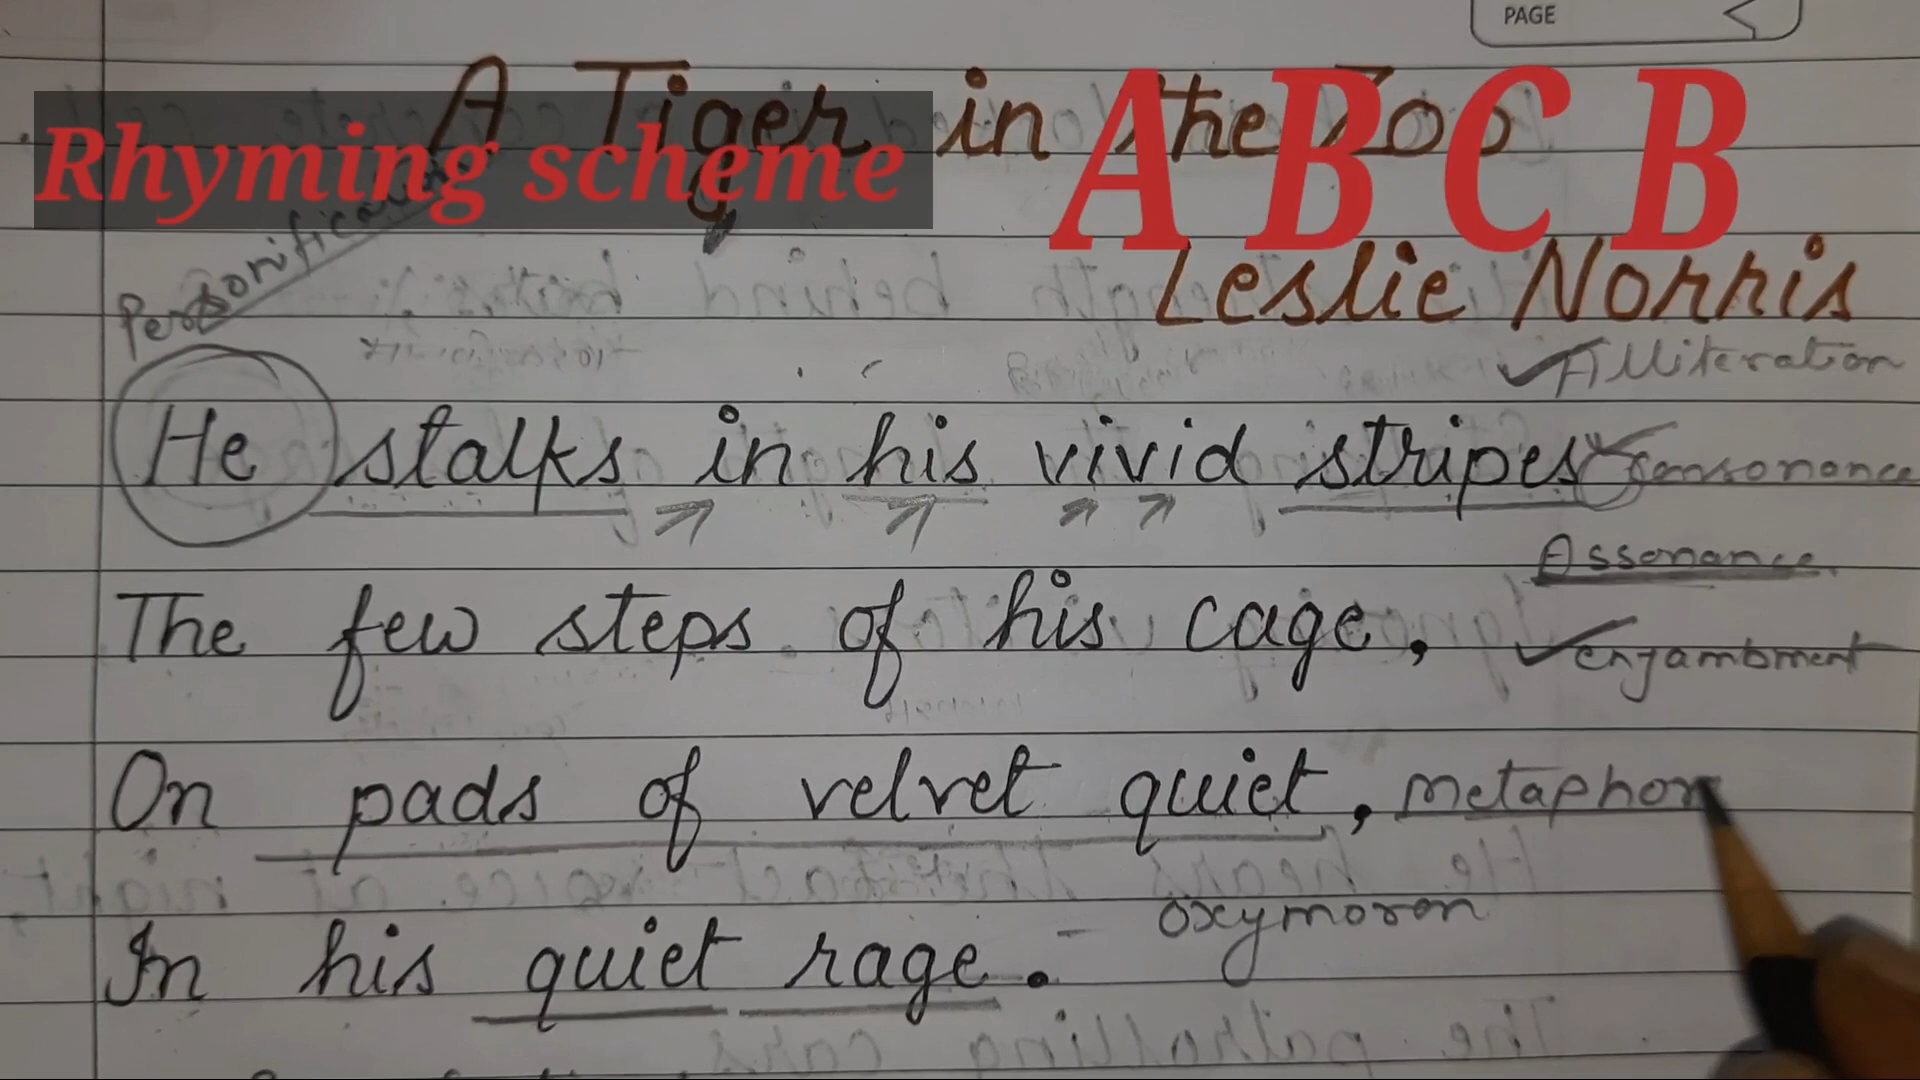 PAGE
A Tiger in the Zoo
Rhyming scheme A B C B
Leslie Norris
Personification
Alliteration
He stalks in his vivid stripes
consonance
Assonance
The few steps of his cage,
enjambment
On pads of velvet quiet, metaphor
In his quiet rage. - oxymoron